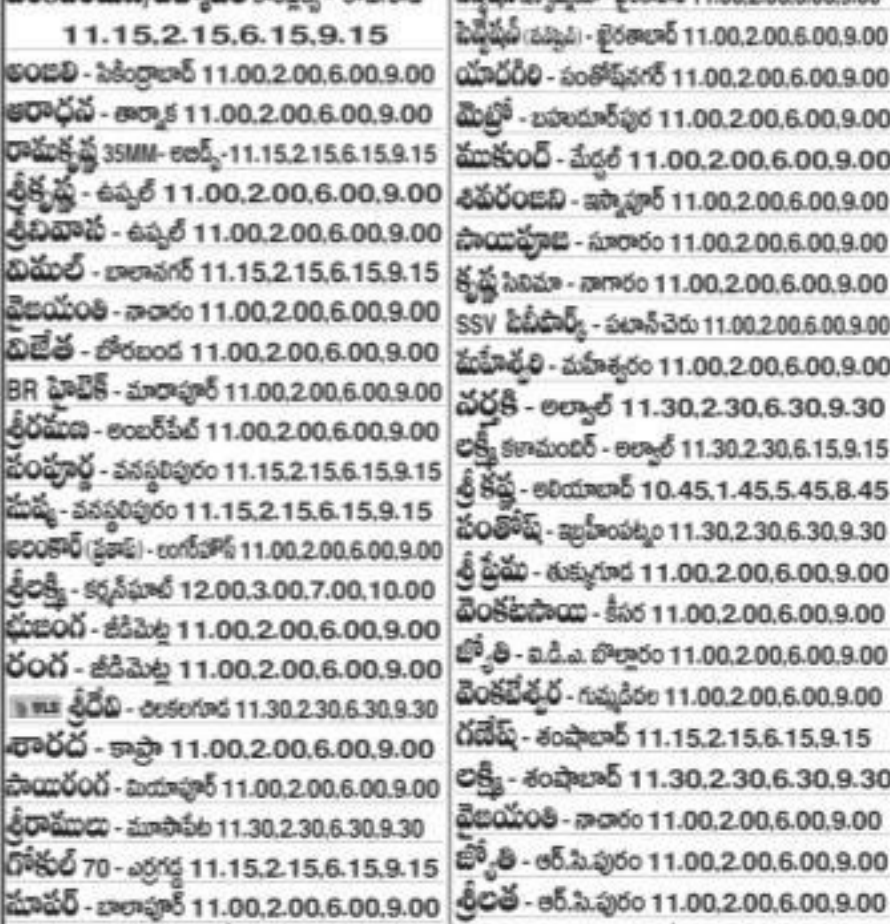 11.15,2.15,6.15,9.15
అంజలి - సికింద్రాబాద్ 11.00,2.00,6.00,9.00
ఆరాధన - తార్నాక 11.00,2.00,6.00,9.00
రామకృష్ణ 35MM- అబిడ్స్-11.15,2.15,6.15,9.15
శ్రీకృష్ణ - ఉప్పల్ 11.00,2.00,6.00,9.00
శ్రీనివాస - ఉప్పల్ 11.00,2.00,6.00,9.00
విమల్ - బాలానగర్ 11.15,2.15,6.15,9.15
వైజయంతి - నాచారం 11.00,2.00,6.00,9.00
విజేత - బోరబండ 11.00,2.00,6.00,9.00
BR హైటెక్ - మాదాపూర్ 11.00,2.00,6.00,9.00
శ్రీరమణ - అంబర్‌పేట్ 11.00,2.00,6.00,9.00
సంపూర్ణ - వనస్థలిపురం 11.15,2.15,6.15,9.15
సుష్మ - వనస్థలిపురం 11.15,2.15,6.15,9.15
- లంగర్‌హౌస్ 11.00,2.00,6.00,9.00
శ్రీలక్ష్మి - కర్మన్‌ఘాట్ 12.00,3.00,7.00,10.00
భుజంగ - జీడిమెట్ల 11.00,2.00,6.00,9.00
రంగ - జీడిమెట్ల 11.00,2.00,6.00,9.00
శ్రీదేవి - చిలకలగూడ 11.30,2.30,6.30,9.30
శారద - కాప్రా 11.00,2.00,6.00,9.00
సాయిరంగ - మియాపూర్ 11.00,2.00,6.00,9.00
శ్రీరాములు - మూసాపేట 11.30,2.30,6.30,9.30
గోకుల్ 70 - ఎర్రగడ్డ 11.15,2.15,6.15,9.15
సూపర్ - బాలాపూర్ 11.00,2.00,6.00,9.00
- ఖైరతాబాద్ 11.00,2.00,6.00,9.00
యాదగిరి - సంతోష్‌నగర్ 11.00,2.00,6.00,9.00
మెట్రో - బహదూర్‌పుర 11.00,2.00,6.00,9.00
ముకుంద్ - మేడ్చల్ 11.00,2.00,6.00,9.00
శివరంజని - ఇస్నాపూర్ 11.00,2.00,6.00,9.00
సాయిపూజ - సూరారం 11.00,2.00,6.00,9.00
కృష్ణ సినిమా - నాగారం 11.00,2.00,6.00,9.00
SSV - పటాన్‌చెరు 11.00,2.00,6.00,9.00
మహేశ్వరి - మహేశ్వరం 11.00,2.00,6.00,9.00
నర్తకి - అల్వాల్ 11.30,2.30,6.30,9.30
లక్ష్మి కళామందిర్ - అల్వాల్ 11.30,2.30,6.15,9.15
శ్రీ కృష్ణ - అలియాబాద్ 10.45,1.45,5.45,8.45
సంతోష్ - ఇబ్రహీంపట్నం 11.30,2.30,6.30,9.30
శ్రీ ప్రేమ - తుక్కుగూడ 11.00,2.00,6.00,9.00
వెంకటసాయి - కీసర 11.00,2.00,6.00,9.00
జ్యోతి - ఐ.డి.ఎ. బొల్లారం 11.00,2.00,6.00,9.00
వెంకటేశ్వర - గుమ్మడిదల 11.00,2.00,6.00,9.00
గణేష్ - శంషాబాద్ 11.15,2.15,6.15,9.15
లక్ష్మి - శంషాబాద్ 11.30,2.30,6.30,9.30
వైజయంతి - నాచారం 11.00,2.00,6.00,9.00
జ్యోతి - ఆర్.సి.పురం 11.00,2.00,6.00,9.00
శ్రీలత - ఆర్.సి.పురం 11.00,2.00,6.00,9.00